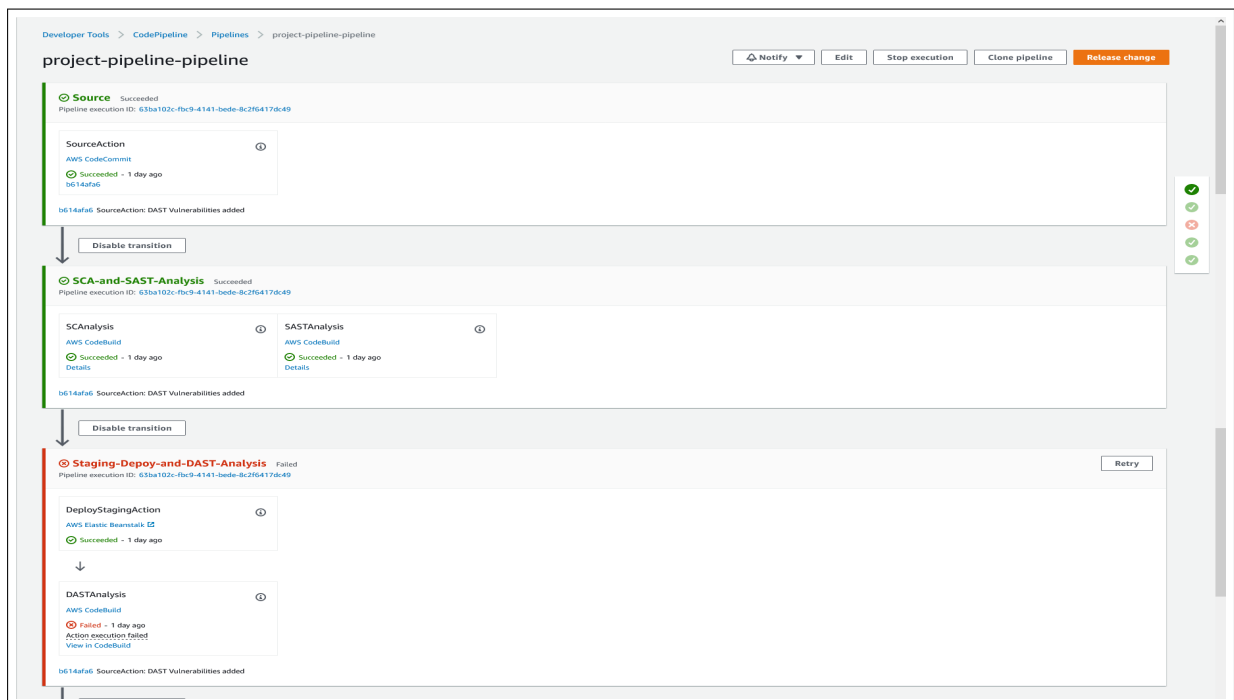 Developer Tools > CodePipeline > Pipelines > project-pipeline-pipeline
project-pipeline-pipeline
Notify ▼ Edit Stop execution Clone pipeline Release change
Source Succeeded
Pipeline execution ID: 63ba102c-fbc9-4141-bede-8c2f6417dc49
SourceAction
AWS CodeCommit
Succeeded - 1 day ago
b614afa6
b614afa6 SourceAction: DAST Vulnerabilities added
Disable transition
SCA-and-SAST-Analysis Succeeded
Pipeline execution ID: 63ba102c-fbc9-4141-bede-8c2f6417dc49
SCAnalysis
AWS CodeBuild
Succeeded - 1 day ago
Details
SASTAnalysis
AWS CodeBuild
Succeeded - 1 day ago
Details
b614afa6 SourceAction: DAST Vulnerabilities added
Disable transition
Staging-Depoy-and-DAST-Analysis Failed
Retry
Pipeline execution ID: 63ba102c-fbc9-4141-bede-8c2f6417dc49
DeployStagingAction
AWS Elastic Beanstalk
Succeeded - 1 day ago
DASTAnalysis
AWS CodeBuild
Failed - 1 day ago
Action execution failed
View in CodeBuild
b614afa6 SourceAction: DAST Vulnerabilities added